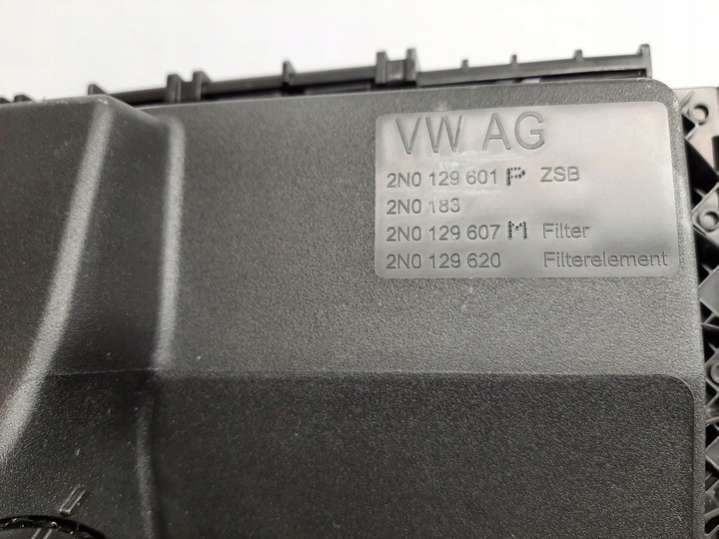 VW AG
2N0 129 601 P ZSB
2N0 183
2N0 129 607 M Filter
2N0 129 620 Filterelement